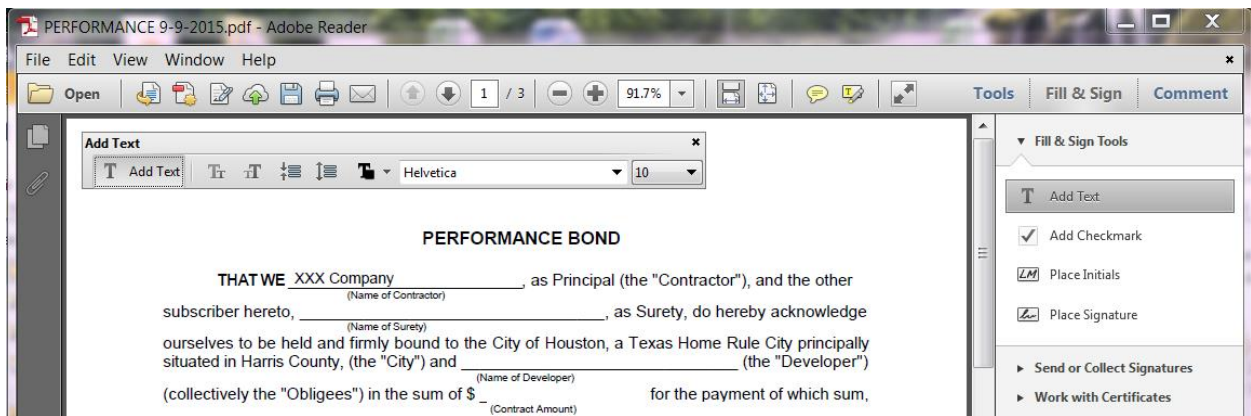 PERFORMANCE 9-9-2015.pdf - Adobe Reader
File Edit View Window Help
Open 1 / 3 91.7% Tools Fill & Sign Comment
Add Text
Add Text Helvetica 10
Fill & Sign Tools
Add Text
Add Checkmark
Place Initials
Place Signature
Send or Collect Signatures
Work with Certificates
PERFORMANCE BOND
THAT WE XXX Company, as Principal (the "Contractor"), and the other
(Name of Contractor)
subscriber hereto, ________________, as Surety, do hereby acknowledge
(Name of Surety)
ourselves to be held and firmly bound to the City of Houston, a Texas Home Rule City principally
situated in Harris County, (the "City") and ________________ (the "Developer")
(Name of Developer)
(collectively the "Obligees") in the sum of $ _ for the payment of which sum,
(Contract Amount)